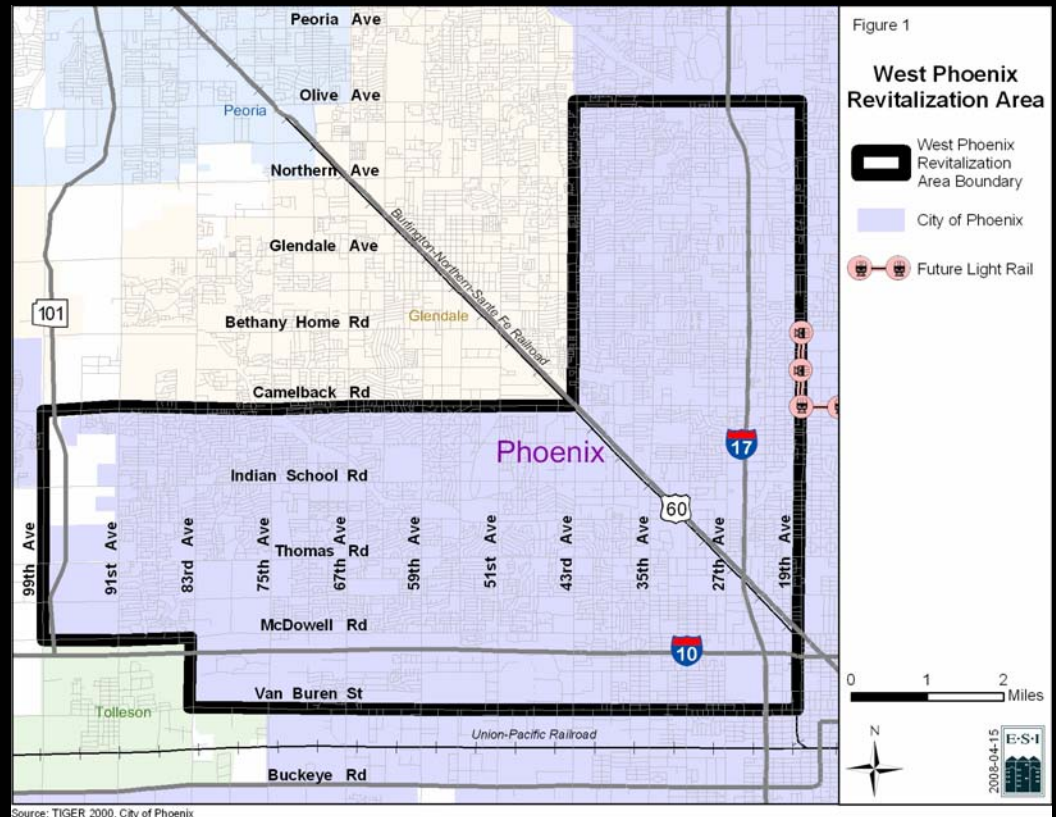 Peoria Ave
Olive Ave
Peoria
Northern Ave
Glendale Ave
Burlington-Northern-Sante Fe Railroad
Bethany Home Rd
Glendale
101
Camelback Rd
Phoenix
17
Indian School Rd
60
99th Ave
91st Ave
83rd Ave
75th Ave
67th Ave
59th Ave
51st Ave
43rd Ave
35th Ave
27th Ave
19th Ave
Thomas Rd
McDowell Rd
10
Van Buren St
Tolleson
Union-Pacific Railroad
Buckeye Rd
Source: TIGER 2000, City of Phoenix
Figure 1
West Phoenix
Revitalization Area
West Phoenix
Revitalization
Area Boundary
City of Phoenix
Future Light Rail
0 1 2
Miles
N
2008-04-15
E·S·I